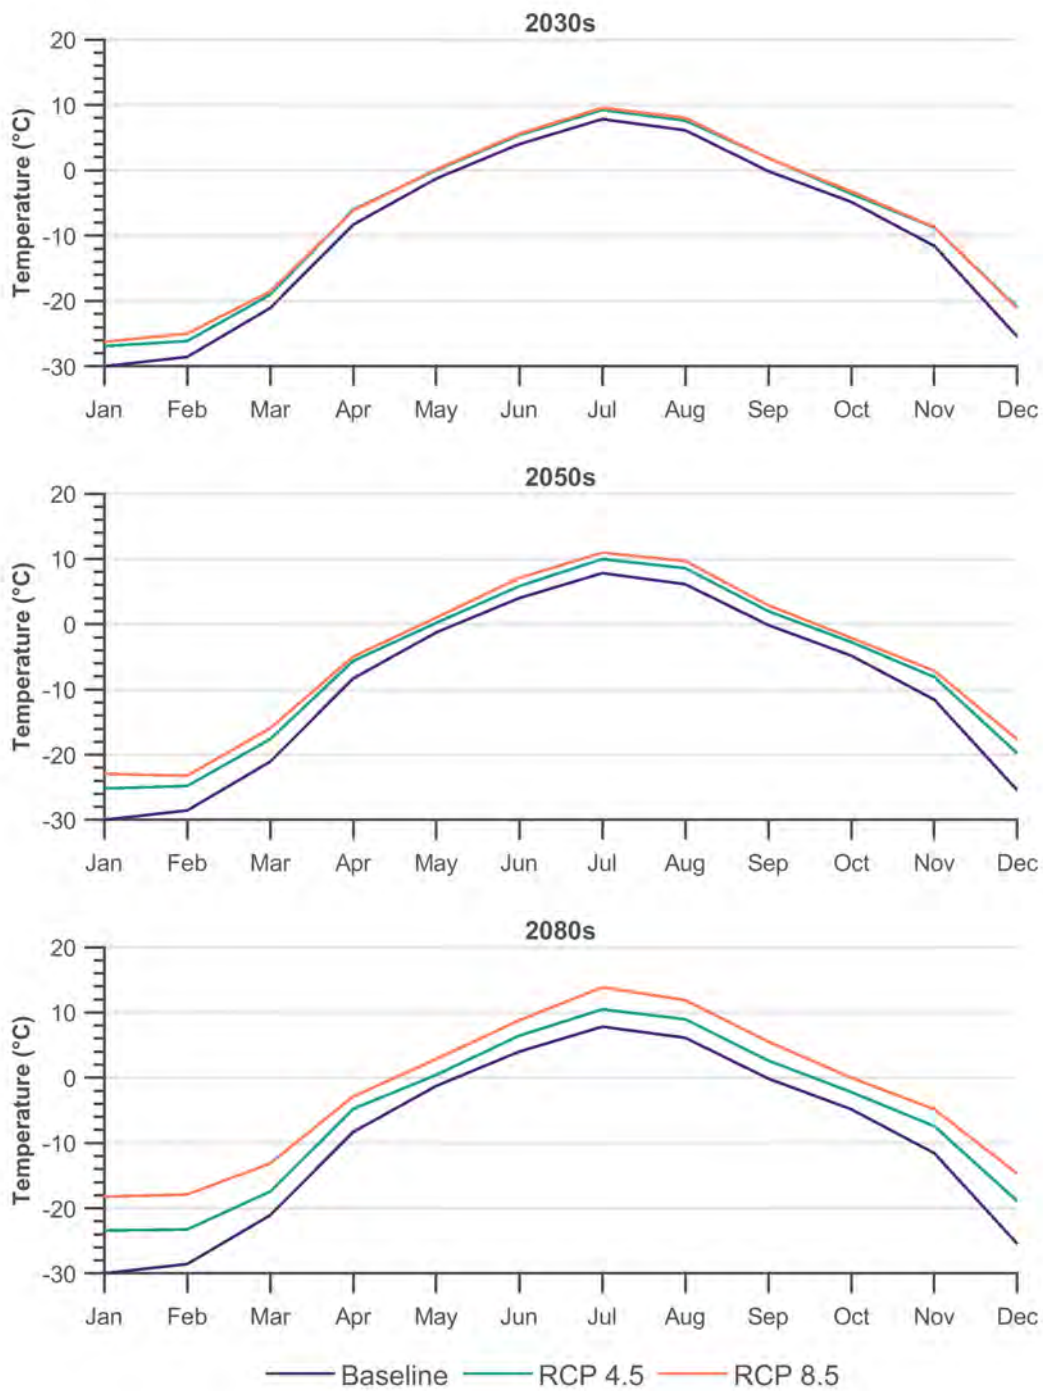 2030s
Temperature (°C)
20
10
0
-10
-20
-30
Jan Feb Mar Apr May Jun Jul Aug Sep Oct Nov Dec
2050s
Temperature (°C)
20
10
0
-10
-20
-30
Jan Feb Mar Apr May Jun Jul Aug Sep Oct Nov Dec
2080s
Temperature (°C)
20
10
0
-10
-20
-30
Jan Feb Mar Apr May Jun Jul Aug Sep Oct Nov Dec
Baseline RCP 4.5 RCP 8.5